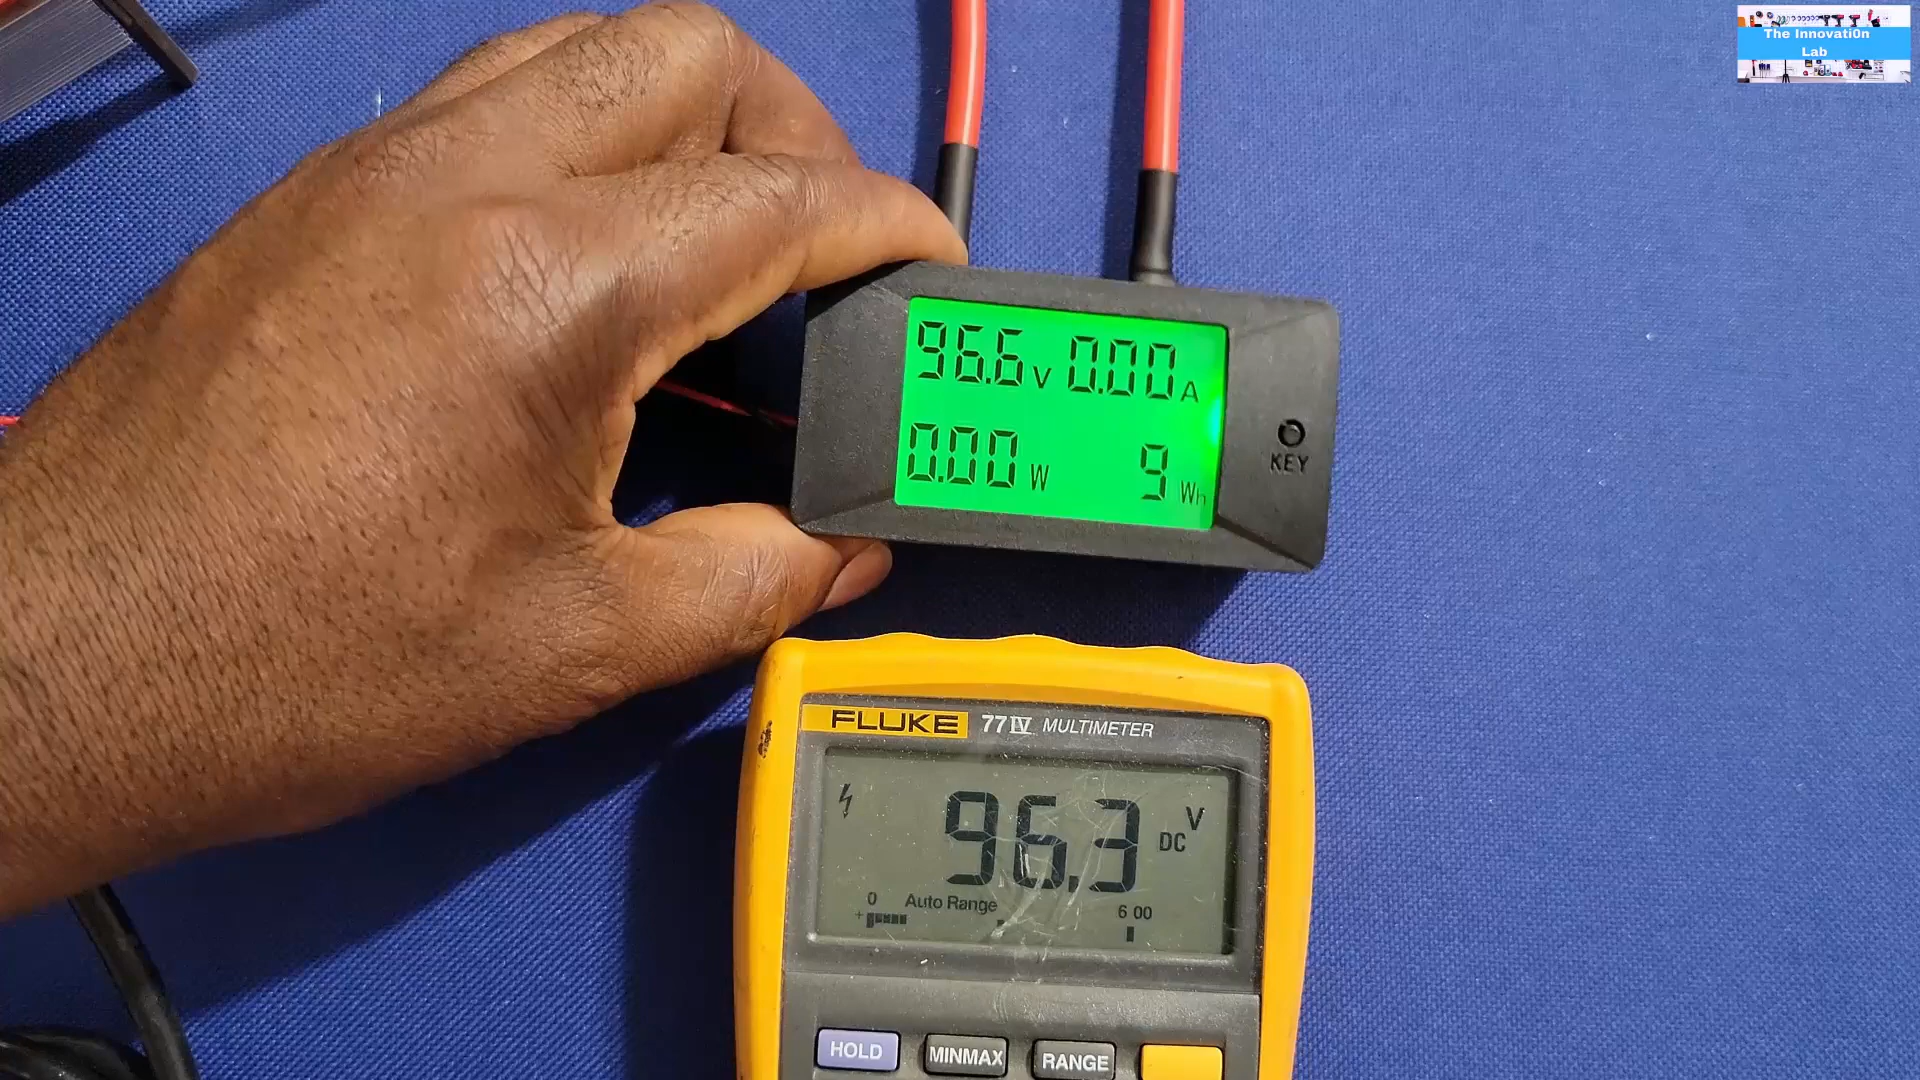 The Innovati0n
Lab
96.6 V 0.00 A
0.00 W 9 Wh
KEY
FLUKE 77 IV MULTIMETER
96.3 V DC
0 Auto Range 6 00
HOLD MINMAX RANGE